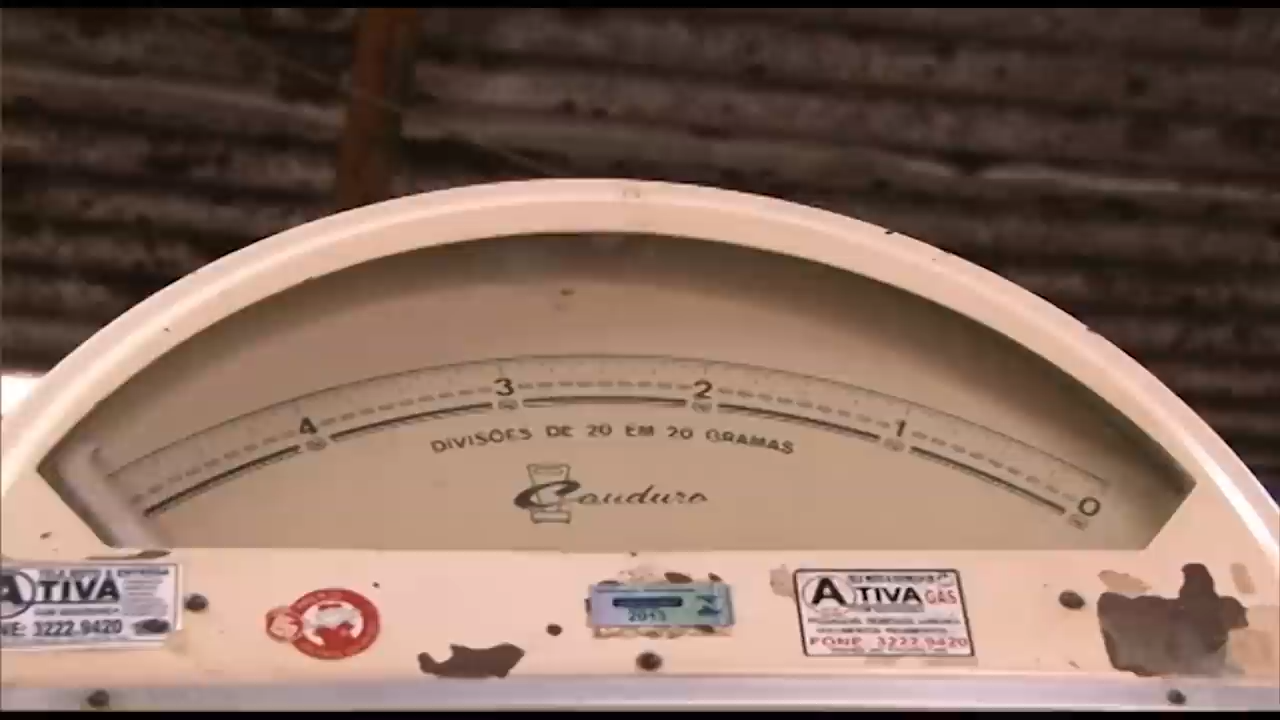 4 3 2 1 0
DIVISÕES DE 20 EM 20 GRAMAS
Cauduro
ATIVA
NE: 3222.9420
2013
ATIVA GAS
FONE 3222.9420